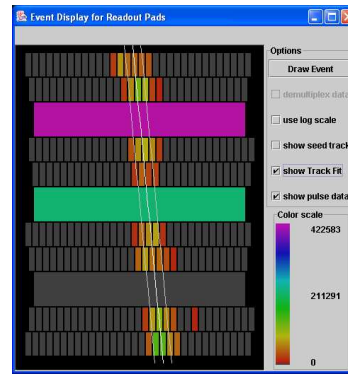 Event Display for Readout Pads
Options
Draw Event
demultiplex data
use log scale
show seed track
show Track Fit
show pulse data
Color scale
422583
211291
0